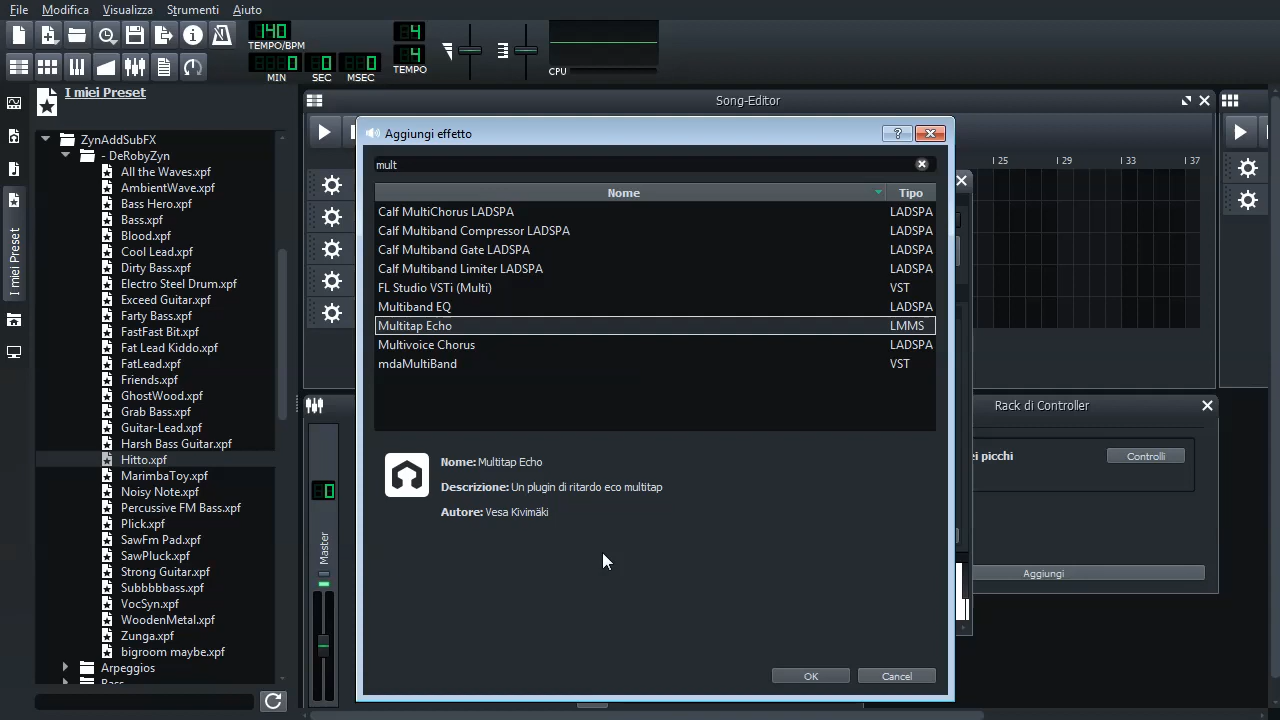 File Modifica Visualizza Strumenti Aiuto
140
TEMPO/BPM
0 0 0
MIN SEC MSEC
4
4
TEMPO
CPU
I miei Preset
I miei Preset
ZynAddSubFX
- DeRobyZyn
All the Waves.xpf
AmbientWave.xpf
Bass Hero.xpf
Bass.xpf
Blood.xpf
Cool Lead.xpf
Dirty Bass.xpf
Electro Steel Drum.xpf
Exceed Guitar.xpf
Farty Bass.xpf
FastFast Bit.xpf
Fat Lead Kiddo.xpf
FatLead.xpf
Friends.xpf
GhostWood.xpf
Grab Bass.xpf
Guitar-Lead.xpf
Harsh Bass Guitar.xpf
Hitto.xpf
MarimbaToy.xpf
Noisy Note.xpf
Percussive FM Bass.xpf
Plick.xpf
SawFm Pad.xpf
SawPluck.xpf
Strong Guitar.xpf
Subbbbbass.xpf
VocSyn.xpf
WoodenMetal.xpf
Zunga.xpf
bigroom maybe.xpf
Arpeggios
Bass
Song-Editor
25 29 33 37
Aggiungi effetto
mult
Nome Tipo
Calf MultiChorus LADSPA LADSPA
Calf Multiband Compressor LADSPA LADSPA
Calf Multiband Gate LADSPA LADSPA
Calf Multiband Limiter LADSPA LADSPA
FL Studio VSTi (Multi) VST
Multiband EQ LADSPA
Multitap Echo LMMS
Multivoice Chorus LADSPA
mdaMultiBand VST
Nome: Multitap Echo
Descrizione: Un plugin di ritardo eco multitap
Autore: Vesa Kivimäki
OK Cancel
0
Master
Rack di Controller
ei picchi
Controlli
Aggiungi